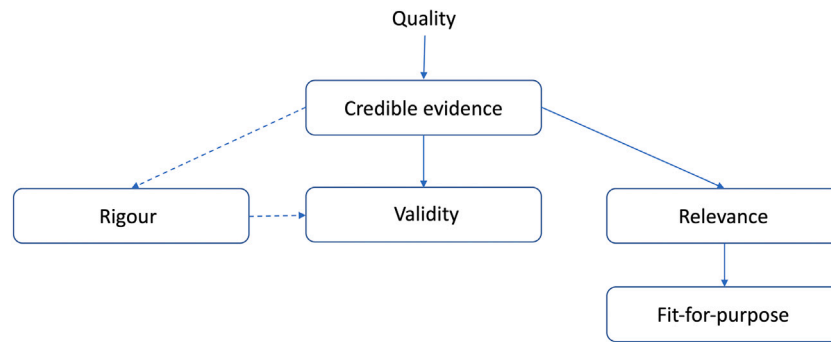 Quality
Credible evidence
Rigour
Validity
Relevance
Fit-for-purpose